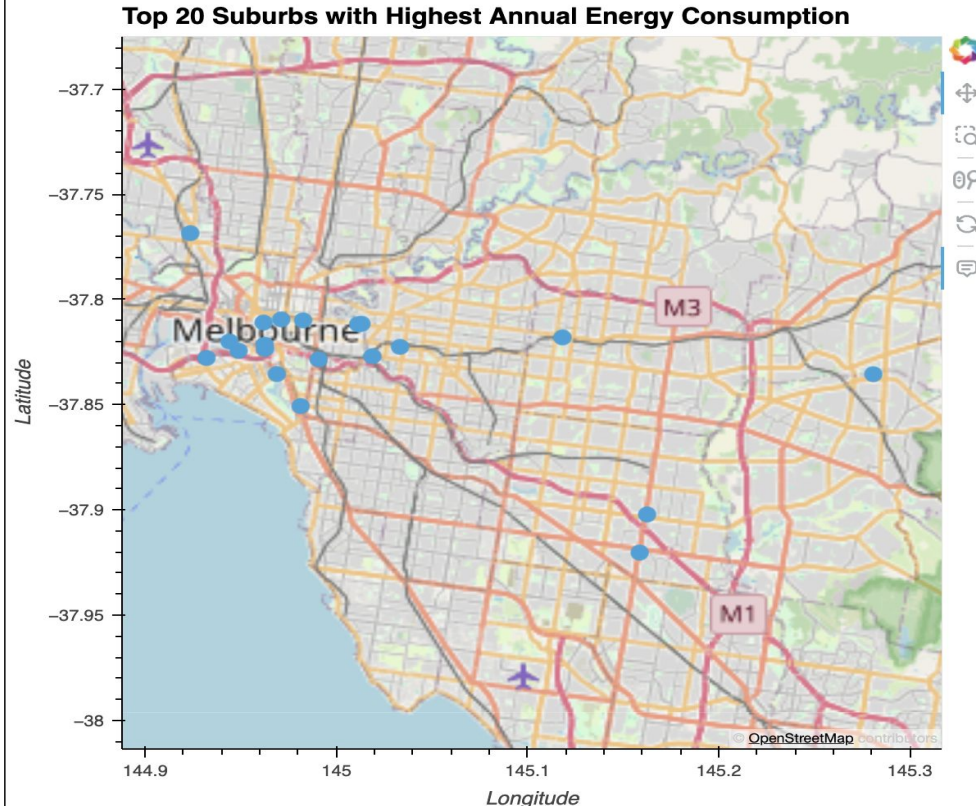 Top 20 Suburbs with Highest Annual Energy Consumption
−37.7
−37.75
−37.8
M3
Melbourne
Latitude
−37.85
−37.9
−37.95
M1
−38
© OpenStreetMap contributors
144.9 145 145.1 145.2 145.3
Longitude